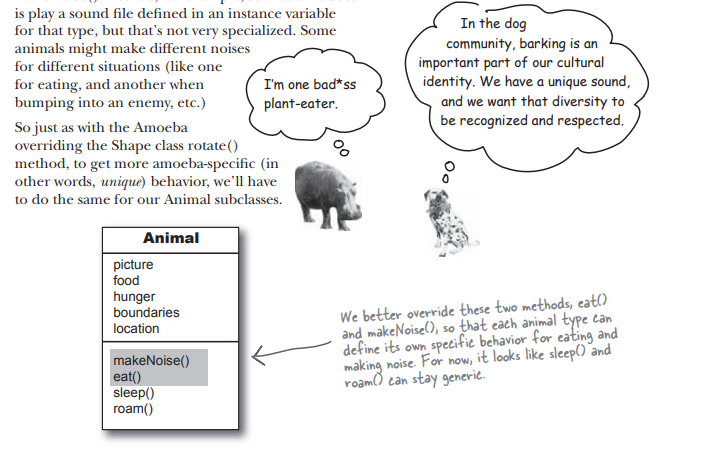 is play a sound file defined in an instance variable
for that type, but that's not very specialized. Some
animals might make different noises
for different situations (like one
for eating, and another when
bumping into an enemy, etc.)
So just as with the Amoeba
overriding the Shape class rotate()
method, to get more amoeba-specific (in
other words, unique) behavior, we'll have
to do the same for our Animal subclasses.
I'm one bad*ss
plant-eater.
In the dog
community, barking is an
important part of our cultural
identity. We have a unique sound,
and we want that diversity to
be recognized and respected.
Animal
picture
food
hunger
boundaries
location
makeNoise()
eat()
sleep()
roam()
We better override these two methods, eat()
and makeNoise(), so that each animal type can
define its own specific behavior for eating and
making noise. For now, it looks like sleep() and
roam() can stay generic.